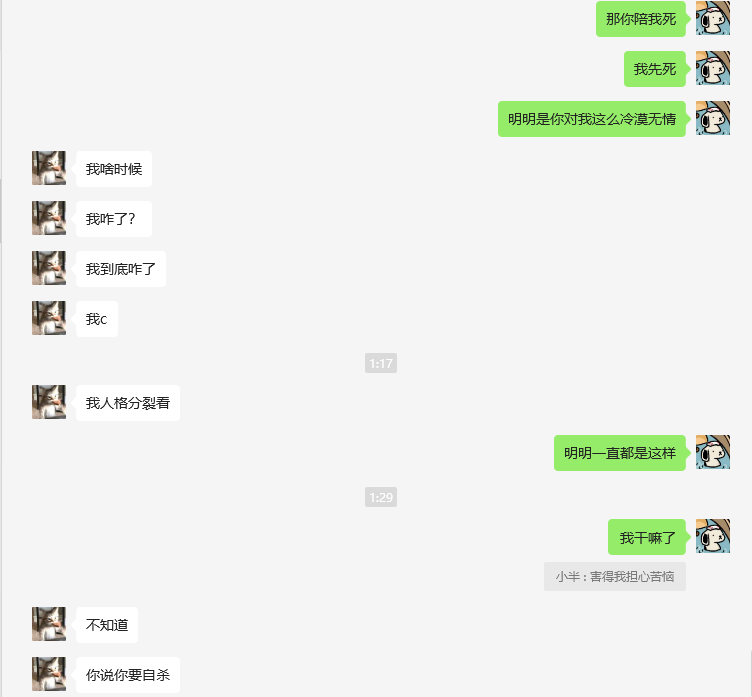 那你陪我死
我先死
明明是你对我这么冷漠无情
我啥时候
我咋了？
我到底咋了
我c
1:17
我人格分裂看
明明一直都是这样
1:29
我干嘛了
小半 : 害得我担心苦恼
不知道
你说你要自杀